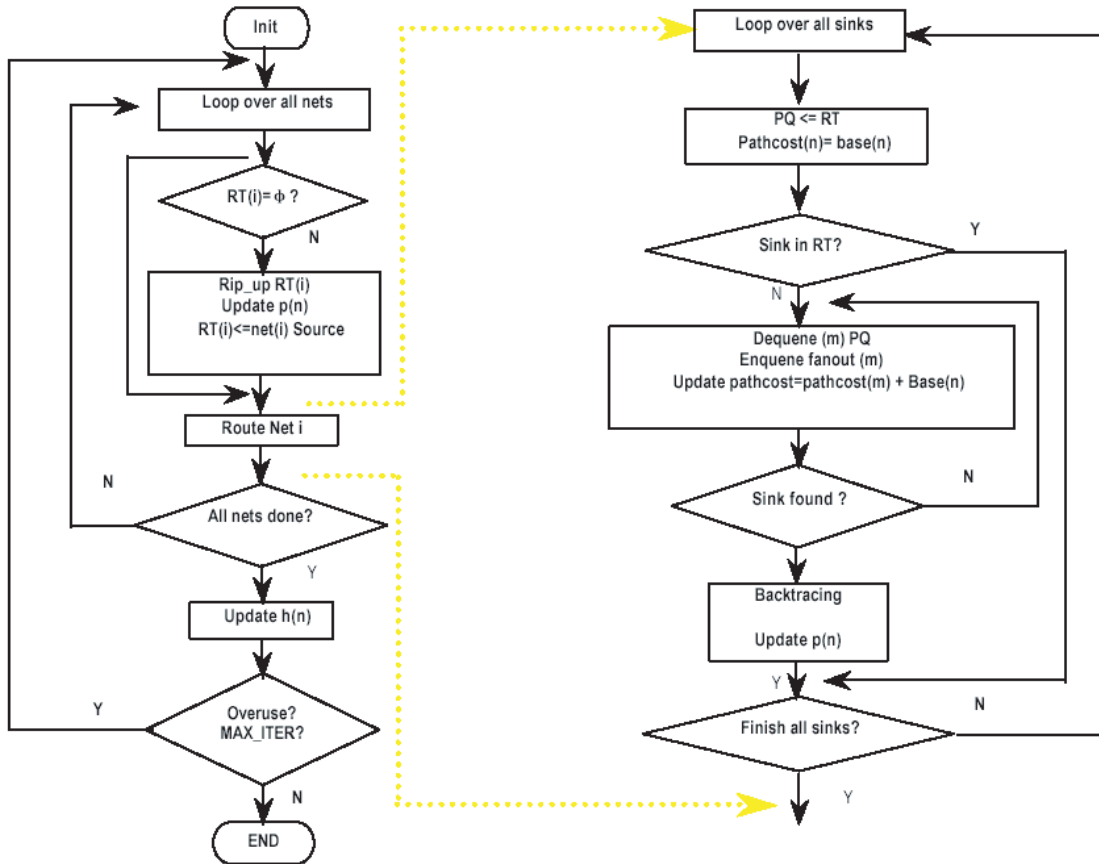 Init
Loop over all nets
RT(i)= ϕ ?
N
Rip_up RT(i)
Update p(n)
RT(i)<=net(i) Source
Route Net i
N
All nets done?
Y
Update h(n)
Y
Overuse?
MAX_ITER?
N
END
Loop over all sinks
PQ <= RT
Pathcost(n)= base(n)
Y
Sink in RT?
N
Dequene (m) PQ
Enquene fanout (m)
Update pathcost=pathcost(m) + Base(n)
N
Sink found ?
Backtracing
Update p(n)
Y
N
Finish all sinks?
Y